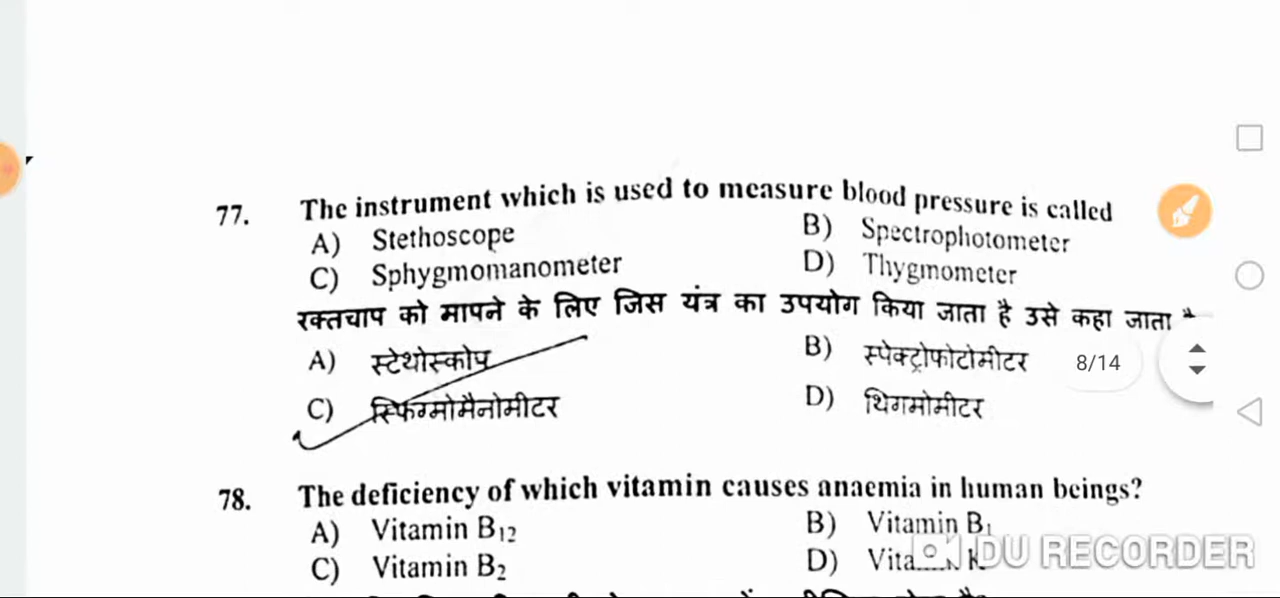 77. The instrument which is used to measure blood pressure is called
A) Stethoscope B) Spectrophotometer
C) Sphygmomanometer D) Thygmometer
रक्तचाप को मापने के लिए जिस यंत्र का उपयोग किया जाता है उसे कहा जाता
A) स्टेथोस्कोप B) स्पेक्ट्रोफोटोमीटर
8/14
C) स्फिग्मोमैनोमीटर D) थिगमोमीटर
78. The deficiency of which vitamin causes anaemia in human beings?
A) Vitamin B12 B) Vitamin B1
C) Vitamin B2 D)
DU RECORDER